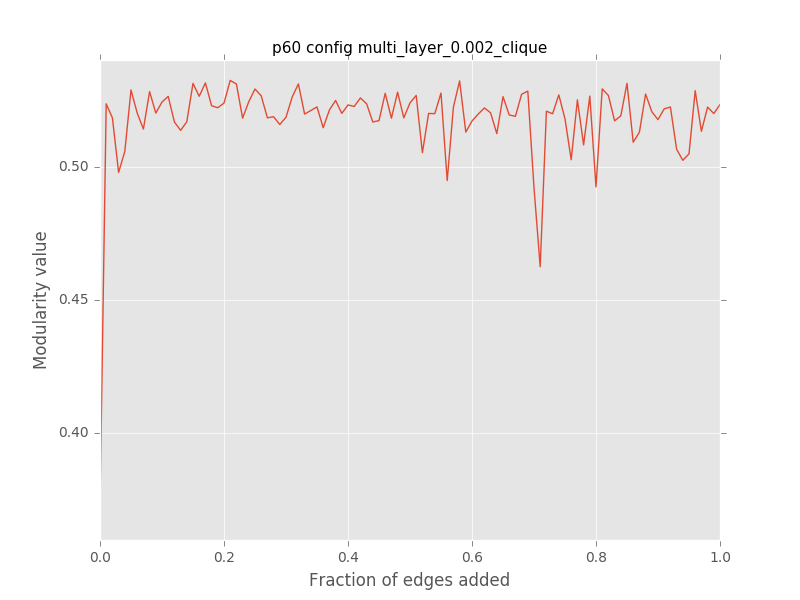 p60 config multi_layer_0.002_clique
0.50
0.45
0.40
Modularity value
0.0 0.2 0.4 0.6 0.8 1.0
Fraction of edges added